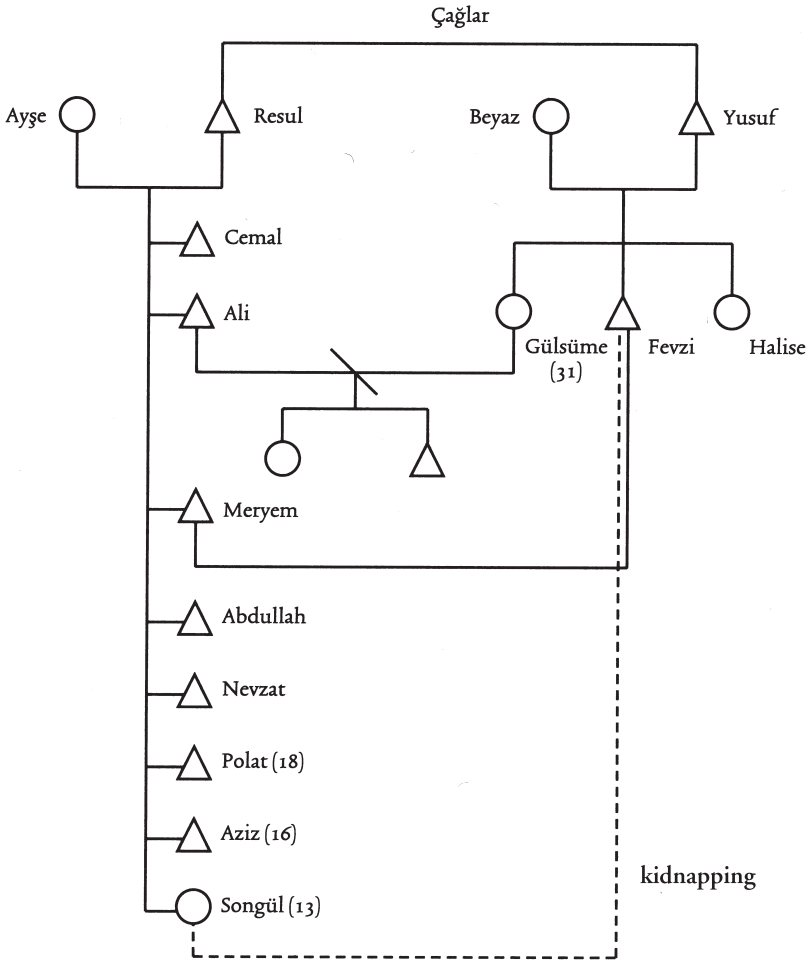 Çağlar
Ayşe
Resul
Beyaz
Yusuf
Cemal
Ali
Gülsüme
(31)
Fevzi
Halise
Meryem
Abdullah
Nevzat
Polat (18)
Aziz (16)
kidnapping
Songül (13)